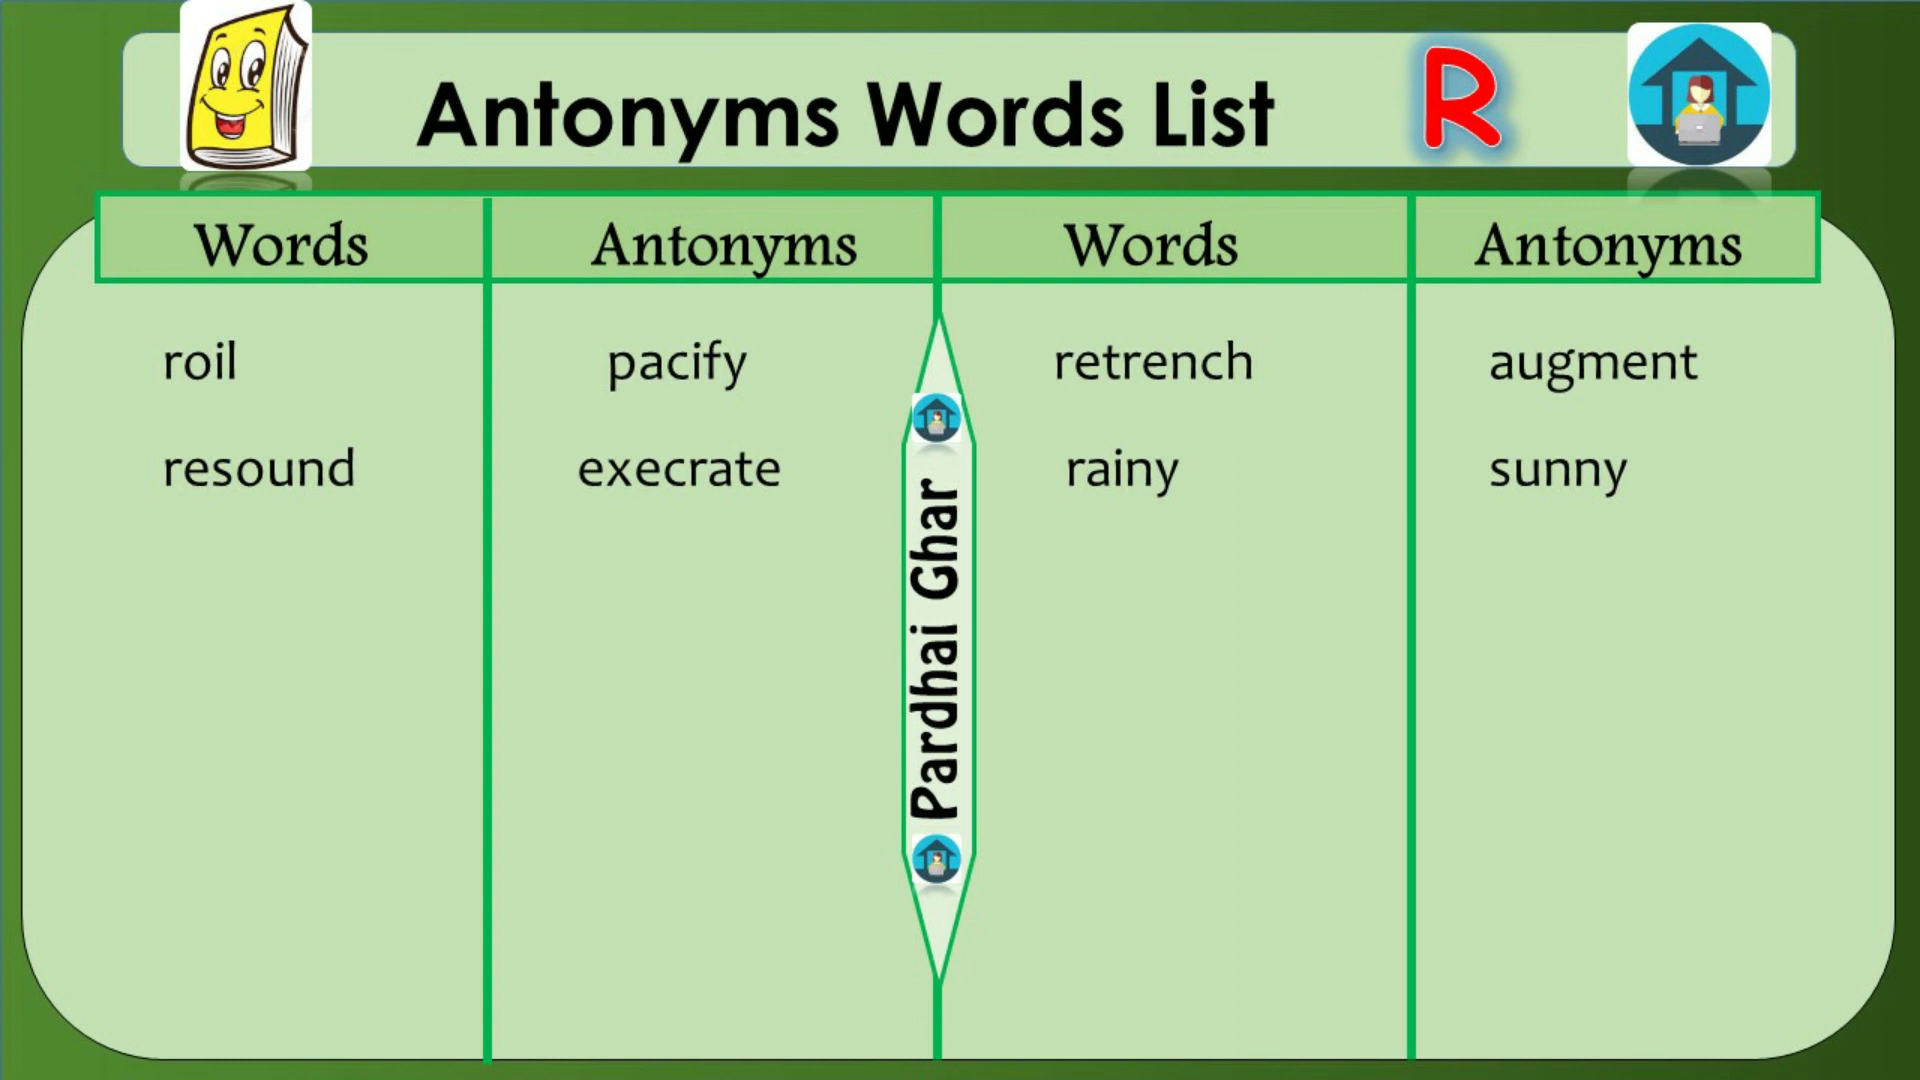 Antonyms Words List R
Words Antonyms Words Antonyms
roil pacify retrench augment
resound execrate rainy sunny
Pardhai Ghar